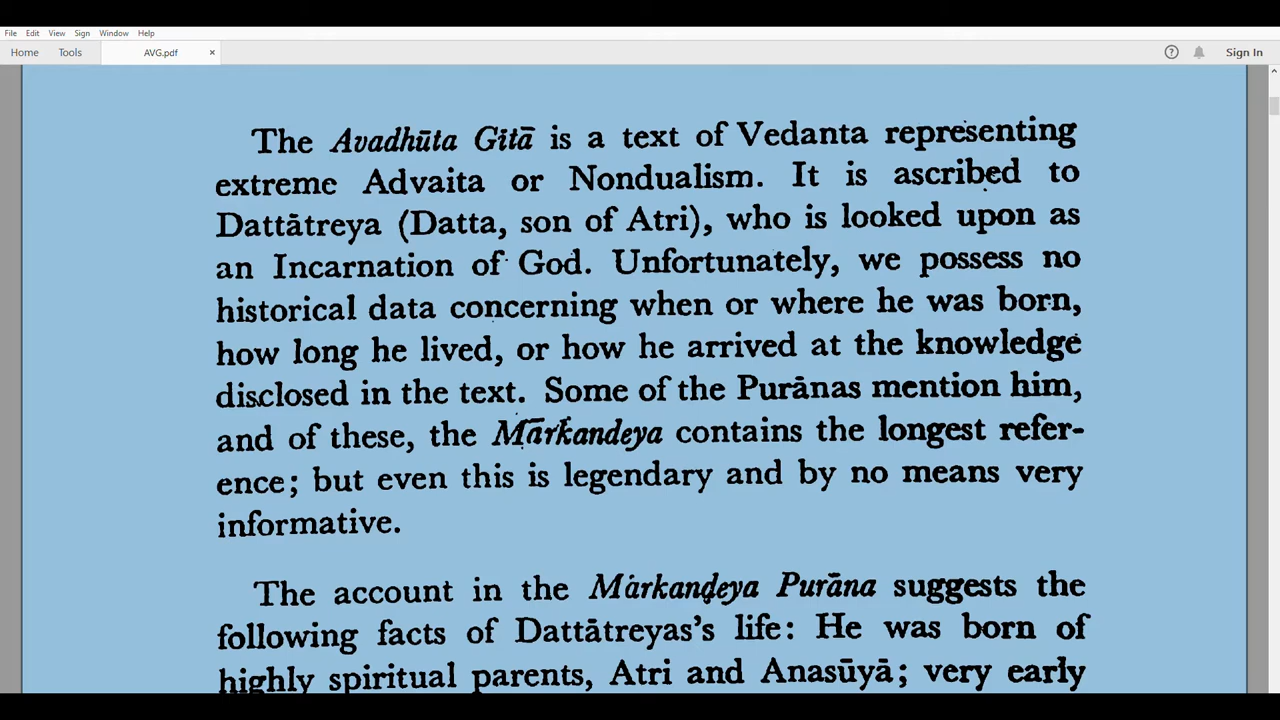 File Edit View Sign Window Help
Home Tools AVG.pdf × ? Sign In
The Avadhūta Gitā is a text of Vedanta representing
extreme Advaita or Nondualism. It is ascribed to
Dattātreya (Datta, son of Atri), who is looked upon as
an Incarnation of God. Unfortunately, we possess no
historical data concerning when or where he was born,
how long he lived, or how he arrived at the knowledge
disclosed in the text. Some of the Purānas mention him,
and of these, the Mārkandeya contains the longest refer-
ence; but even this is legendary and by no means very
informative.
The account in the Mārkandeya Purāna suggests the
following facts of Dattātreyas's life: He was born of
highly spiritual parents, Atri and Anasūyā; very early